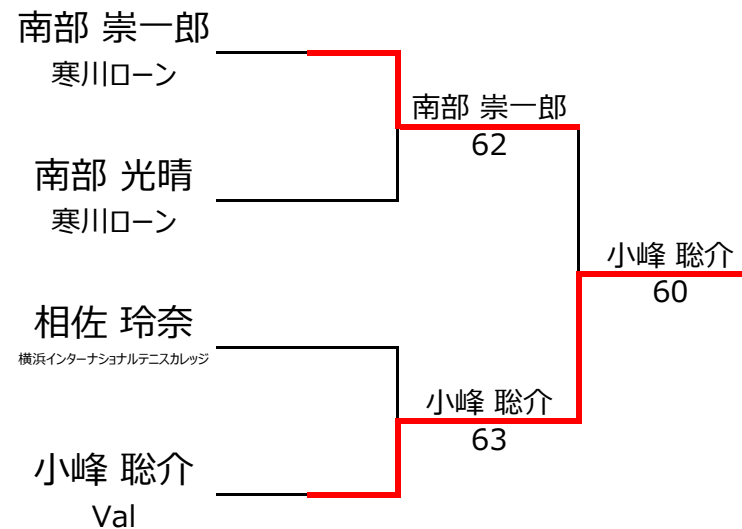 南部 崇一郎
寒川ローン
南部 崇一郎
62
南部 光晴
寒川ローン
小峰 聡介
60
相佐 玲奈
横浜インターナショナルテニスカレッジ
小峰 聡介
63
小峰 聡介
Val